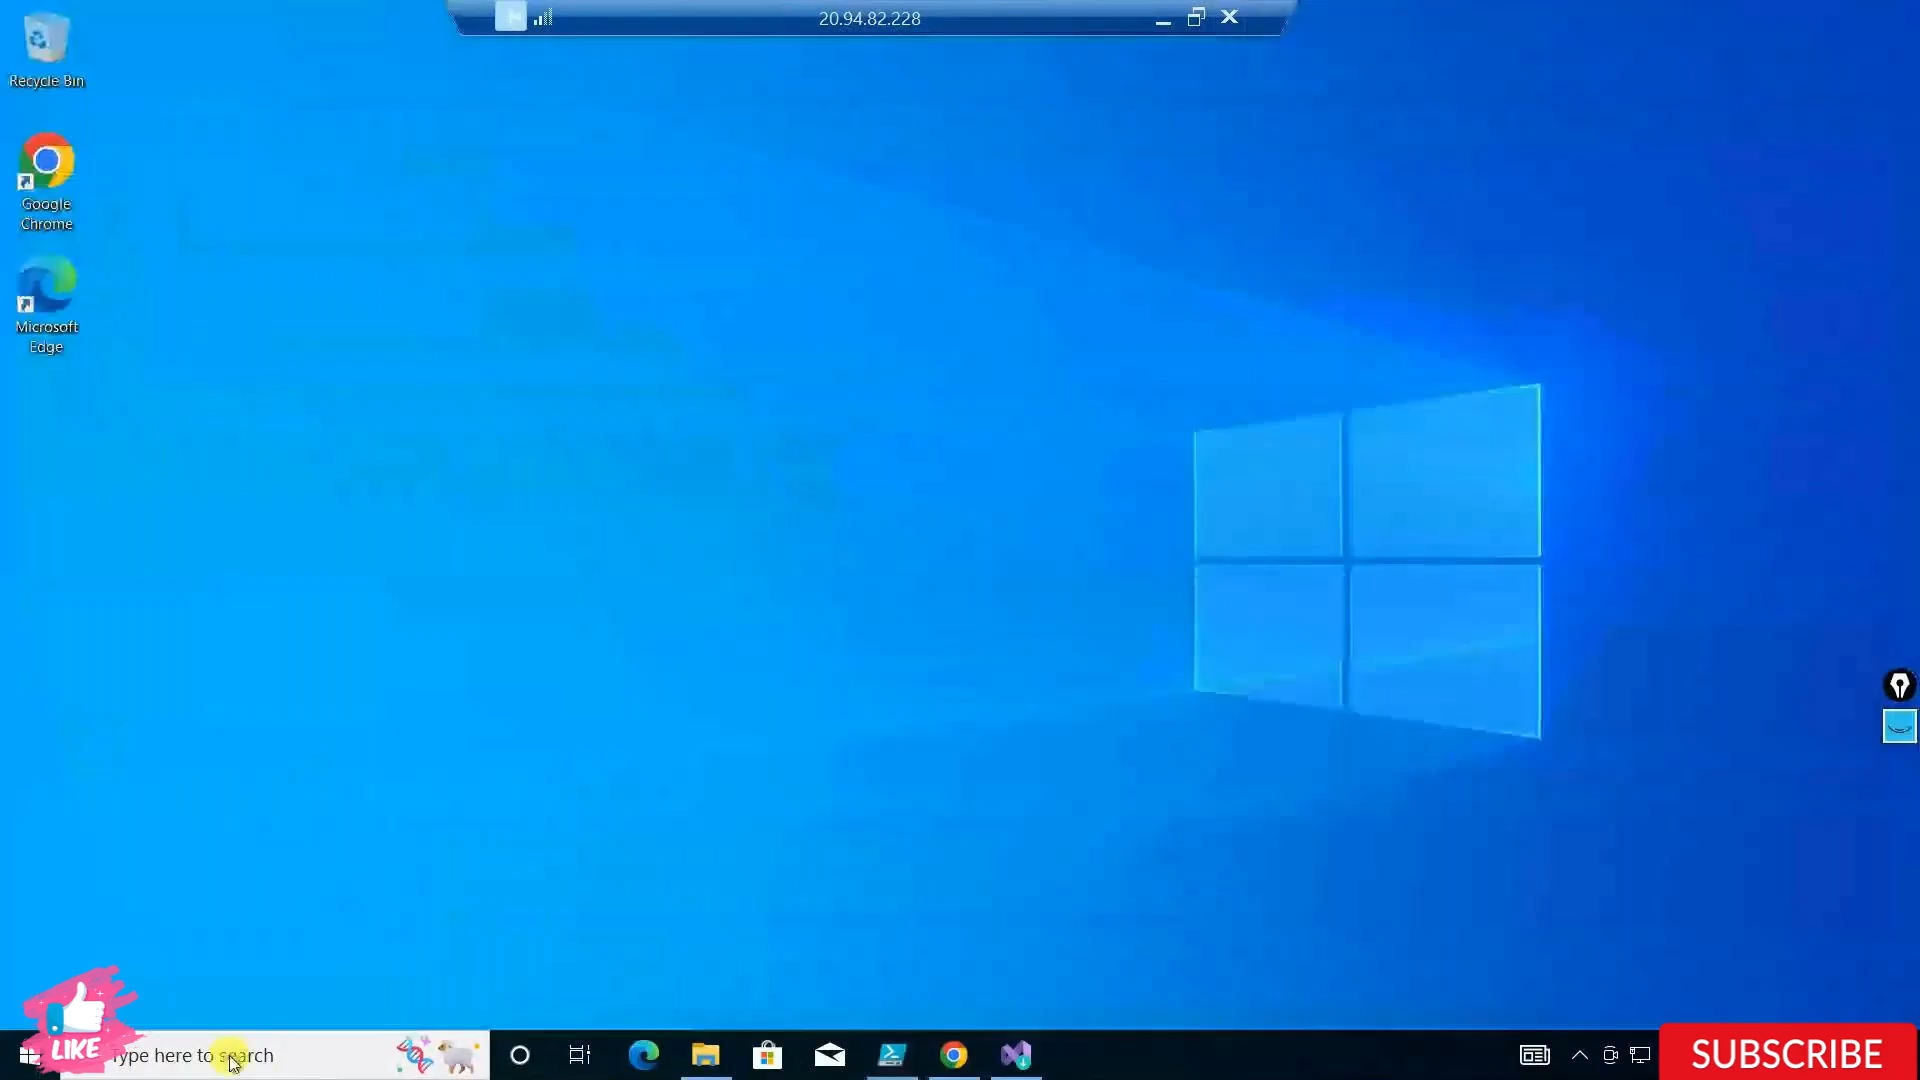 20.94.82.228
Recycle Bin
Google
Chrome
Microsoft
Edge
LIKE
Type here to search
SUBSCRIBE